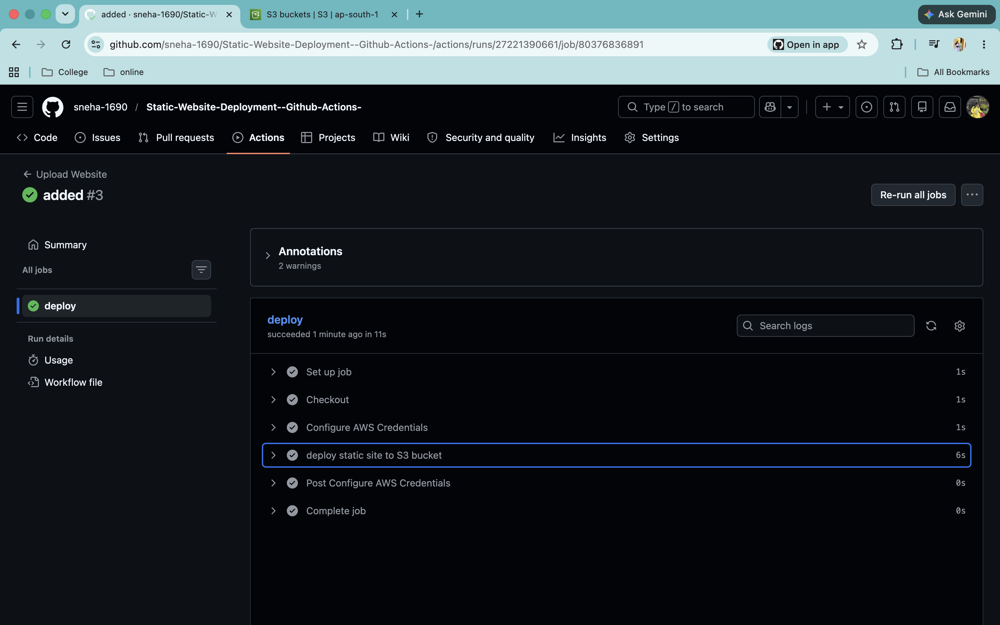 added · sneha-1690/Static-W
S3 buckets | S3 | ap-south-1
Ask Gemini
github.com/sneha-1690/Static-Website-Deployment--Github-Actions-/actions/runs/27221390661/job/80376836891
Open in app
College
online
All Bookmarks
sneha-1690 / Static-Website-Deployment--Github-Actions-
Type / to search
Code
Issues
Pull requests
Actions
Projects
Wiki
Security and quality
Insights
Settings
Upload Website
added #3
Re-run all jobs
Summary
All jobs
deploy
Run details
Usage
Workflow file
Annotations
2 warnings
deploy
succeeded 1 minute ago in 11s
Search logs
Set up job 1s
Checkout 1s
Configure AWS Credentials 1s
deploy static site to S3 bucket 6s
Post Configure AWS Credentials 0s
Complete job 0s